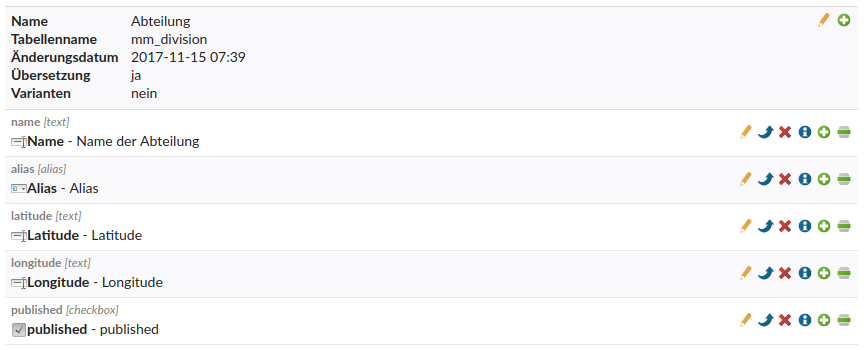 Name Abteilung
Tabellenname mm_division
Änderungsdatum 2017-11-15 07:39
Übersetzung ja
Varianten nein
name [text]
Name - Name der Abteilung
alias [alias]
Alias - Alias
latitude [text]
Latitude - Latitude
longitude [text]
Longitude - Longitude
published [checkbox]
published - published